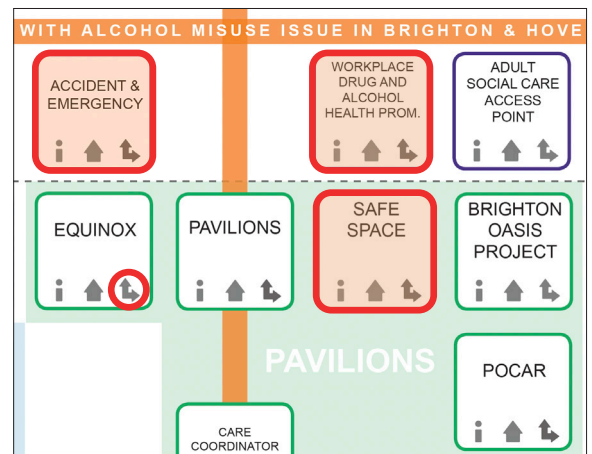 WITH ALCOHOL MISUSE ISSUE IN BRIGHTON & HOVE
ACCIDENT &
EMERGENCY
WORKPLACE
DRUG AND
ALCOHOL
HEALTH PROM.
ADULT
SOCIAL CARE
ACCESS
POINT
EQUINOX
PAVILIONS
SAFE
SPACE
BRIGHTON
OASIS
PROJECT
PAVILIONS
POCAR
CARE
COORDINATOR